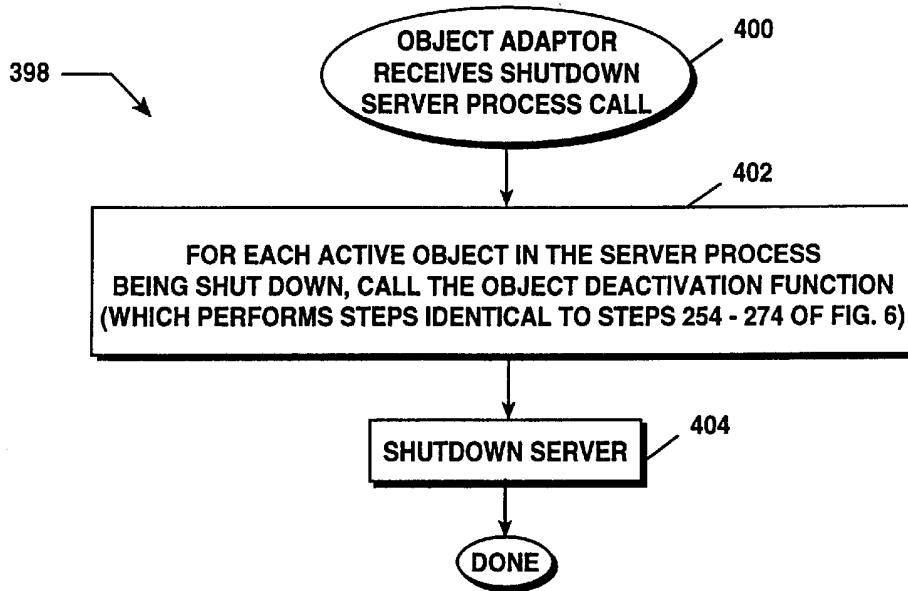 398
400
OBJECT ADAPTOR
RECEIVES SHUTDOWN
SERVER PROCESS CALL
402
FOR EACH ACTIVE OBJECT IN THE SERVER PROCESS
BEING SHUT DOWN, CALL THE OBJECT DEACTIVATION FUNCTION
(WHICH PERFORMS STEPS IDENTICAL TO STEPS 254 - 274 OF FIG. 6)
404
SHUTDOWN SERVER
DONE